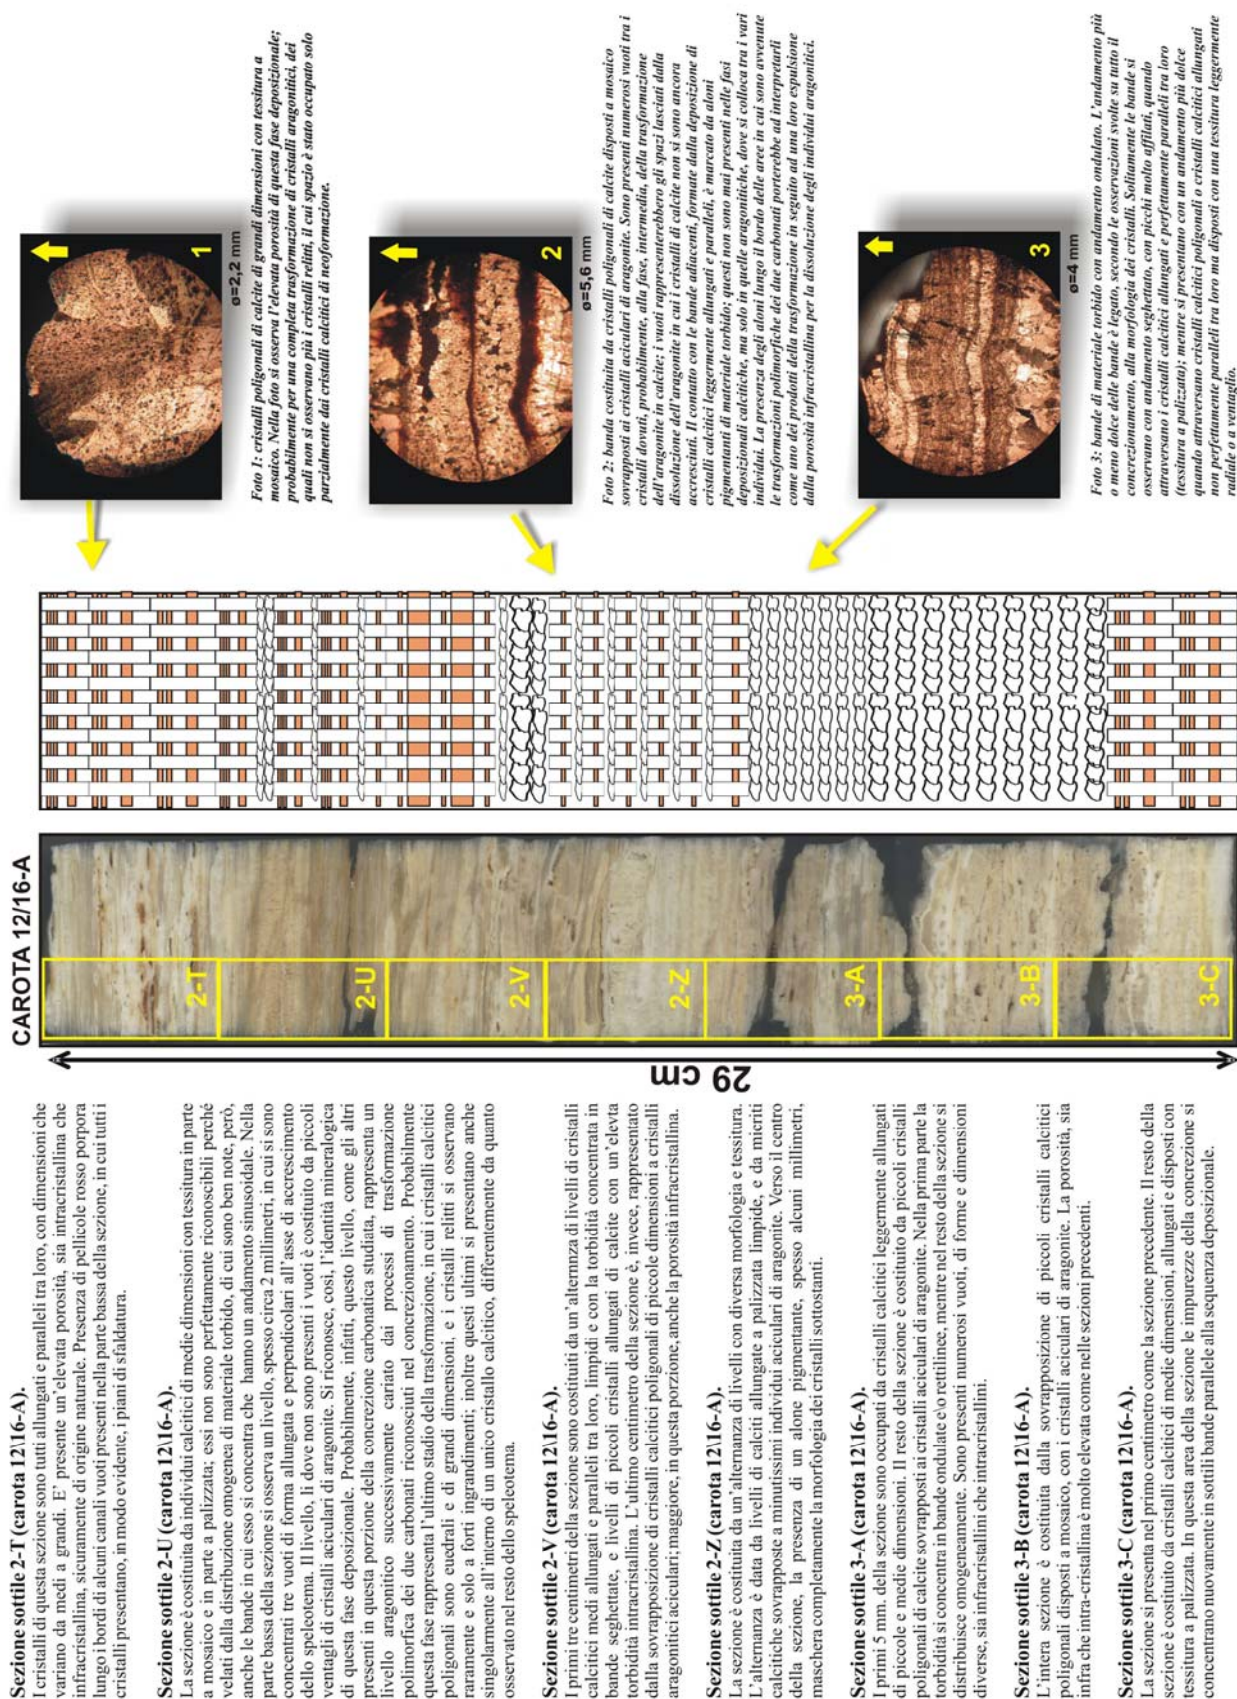 Sezione sottile 2-T (carota 12\16-A).
I cristalli di questa sezione sono tutti allungati e paralleli tra loro, con dimensioni che
variano da medi a grandi. E' presente un'elevata porosità, sia intracristallina che
infracristallina, sicuramente di origine naturale. Presenza di pellicole rosso porpora
lungo i bordi di alcuni canali vuoti presenti nella parte bassa della sezione, in cui tutti i
cristalli presentano, in modo evidente, i piani di sfaldatura.
Sezione sottile 2-U (carota 12\16-A).
La sezione è costituita da individui calcitici di medie dimensioni con tessitura in parte
a mosaico e in parte a palizzata; essi non sono perfettamente riconoscibili perché
velati dalla distribuzione omogenea di materiale torbido, di cui sono ben note, però,
anche le bande in cui esso si concentra che hanno un andamento sinusoidale. Nella
parte bassa della sezione si osserva un livello, spesso circa 2 millimetri, in cui si sono
concentrati tre vuoti di forma allungata e perpendicolari all'asse di accrescimento
dello speleotema. Il livello, lì dove non sono presenti i vuoti è costituito da piccoli
ventagli di cristalli aciculari di aragonite. Si riconosce, così, l'identità mineralogica
di questa fase deposizionale. Probabilmente, infatti, questo livello, come gli altri
presenti in questa porzione della concrezione carbonatica studiata, rappresenta un
livello aragonitico successivamente cariato dai processi di trasformazione
polimorfica dei due carbonati riconosciuti nel concrezionamento. Probabilmente
questa fase rappresenta l'ultimo stadio della trasformazione, in cui i cristalli calcitici
poligonali sono euedrali e di grandi dimensioni, e i cristalli relitti si osservano
raramente e solo a forti ingrandimenti; inoltre questi ultimi si presentano anche
singolarmente all'interno di un unico cristallo calcitico, differentemente da quanto
osservato nel resto dello speleotema.
Sezione sottile 2-V (carota 12\16-A).
I primi tre centimetri della sezione sono costituiti da un'alternnza di livelli di cristalli
calcitici medi allungati e paralleli tra loro, limpidi e con la torbidità concentrata in
bande seghettate, e livelli di piccoli cristalli allungati di calcite con un'elevta
torbidità intracristallina. L'ultimo centimetro della sezione è, invece, rappresentato
dalla sovrapposizione di cristalli calcitici poligonali di piccole dimensioni a cristalli
aragonitici aciculari; maggiore, in questa porzione, anche la porosità infracristallina.
Sezione sottile 2-Z (carota 12\16-A).
La sezione è costituita da un'alternanza di livelli con diversa morfologia e tessitura.
L'alternanza è data da livelli di calciti allungate a palizzata limpide, e da micriti
calcitiche sovrapposte a minutissimi individui aciculari di aragonite. Verso il centro
della sezione, la presenza di un alone pigmentante, spesso alcuni millimetri,
maschera completamente la morfologia dei cristalli sottostanti.
Sezione sottile 3-A (carota 12\16-A).
I primi 5 mm. della sezione sono occupati da cristalli calcitici leggermente allungati
di piccole e medie dimensioni. Il resto della sezione è costituito da piccoli cristalli
poligonali di calcite sovrapposti ai cristalli aciculari di aragonite. Nella prima parte la
torbidità si concentra in bande ondulate e\o rettilinee, mentre nel resto della sezione si
distribuisce omogeneamente. Sono presenti numerosi vuoti, di forme e dimensioni
diverse, sia infracristallini che intracristallini.
Sezione sottile 3-B (carota 12\16-A).
L'intera sezione è costituita dalla sovrapposizione di piccoli cristalli calcitici
poligonali disposti a mosaico, con i cristalli aciculari di aragonite. La porosità, sia
infra che intra-cristallina è molto elevata come nelle sezioni precedenti.
Sezione sottile 3-C (carota 12\16-A).
La sezione si presenta nel primo centimetro come la sezione precedente. Il resto della
sezione è costituito da cristalli calcitici di medie dimensioni, allungati e disposti con
tessitura a palizzata. In questa area della sezione le impurezze della concrezione si
concentrano nuovamente in sottili bande parallele alla sequenza deposizionale.
CAROTA 12/16-A
29 cm
2-T
2-U
2-V
2-Z
3-A
3-B
3-C
1
ø=2,2 mm
Foto 1: cristalli poligonali di calcite di grandi dimensioni con tessitura a
mosaico. Nella foto si osserva l'elevata porosità di questa fase deposizionale;
probabilmente per una completa trasformazione di cristalli aragonitici, dei
quali non si osservano più i cristalli relitti, il cui spazio è stato occupato solo
parzialmente dai cristalli calcitici di neoformazione.
2
ø=5,6 mm
Foto 2: banda costituita da cristalli poligonali di calcite disposti a mosaico
sovrapposti ai cristalli aciculari di aragonite. Sono presenti numerosi vuoti tra i
cristalli dovuti, probabilmente, alla fase, intermedia, della trasformazione
dell'aragonite in calcite; i vuoti rappresenterebbero gli spazi lasciati dalla
dissoluzione dell'aragonite in cui i cristalli di calcite non si sono ancora
accresciuti. Il contatto con le bande adiacenti, formate dalla deposizione di
cristalli calcitici leggermente allungati e paralleli, è marcato da aloni
pigmentanti di materiale torbido; questi non sono mai presenti nelle fasi
deposizionali calcitiche, ma solo in quelle aragonitiche, dove si colloca tra i vari
individui. La presenza degli aloni lungo il bordo delle aree in cui sono avvenute
le trasformazioni polimorfiche dei due carbonati porterebbe ad interpretarli
come uno dei prodotti della trasformazione in seguito ad una loro espulsione
dalla porosità infracristallina per la dissoluzione degli individui aragonitici.
3
ø=4 mm
Foto 3: bande di materiale torbido con andamento ondulato. L'andamento più
o meno dolce delle bande è legato, secondo le osservazioni svolte su tutto il
concrezionamento, alla morfologia dei cristalli. Solitamente le bande si
osservano con andamento seghettato, con picchi molto affilati, quando
attraversano i cristalli calcitici allungati e perfettamente paralleli tra loro
(tessitura a palizzata); mentre si presentano con un andamento più dolce
quando attraversano cristalli calcitici poligonali o cristalli calcitici allungati
non perfettamente paralleli tra loro ma disposti con una tessitura leggermente
radiale o a ventaglio.